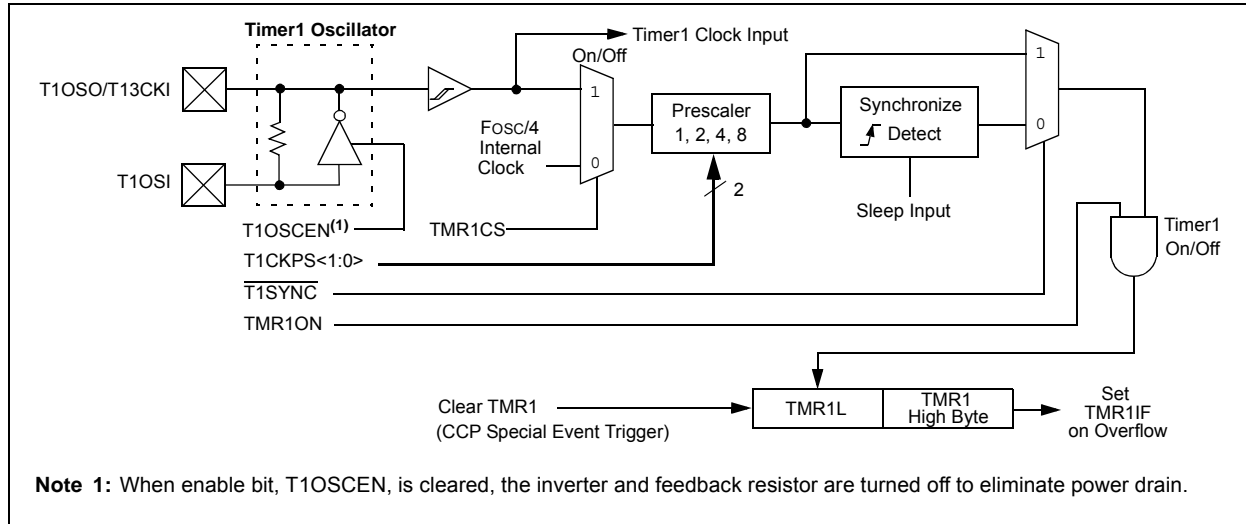 Timer1 Oscillator
T1OSO/T13CKI
T1OSI
Timer1 Clock Input
On/Off
1
0
FOSC/4
Internal
Clock
Prescaler
1, 2, 4, 8
2
Synchronize
Detect
Sleep Input
1
0
T1OSCEN(1)
TMR1CS
T1CKPS<1:0>
T1SYNC
TMR1ON
Timer1
On/Off
Clear TMR1
(CCP Special Event Trigger)
TMR1L
TMR1
High Byte
Set
TMR1IF
on Overflow
Note 1: When enable bit, T1OSCEN, is cleared, the inverter and feedback resistor are turned off to eliminate power drain.